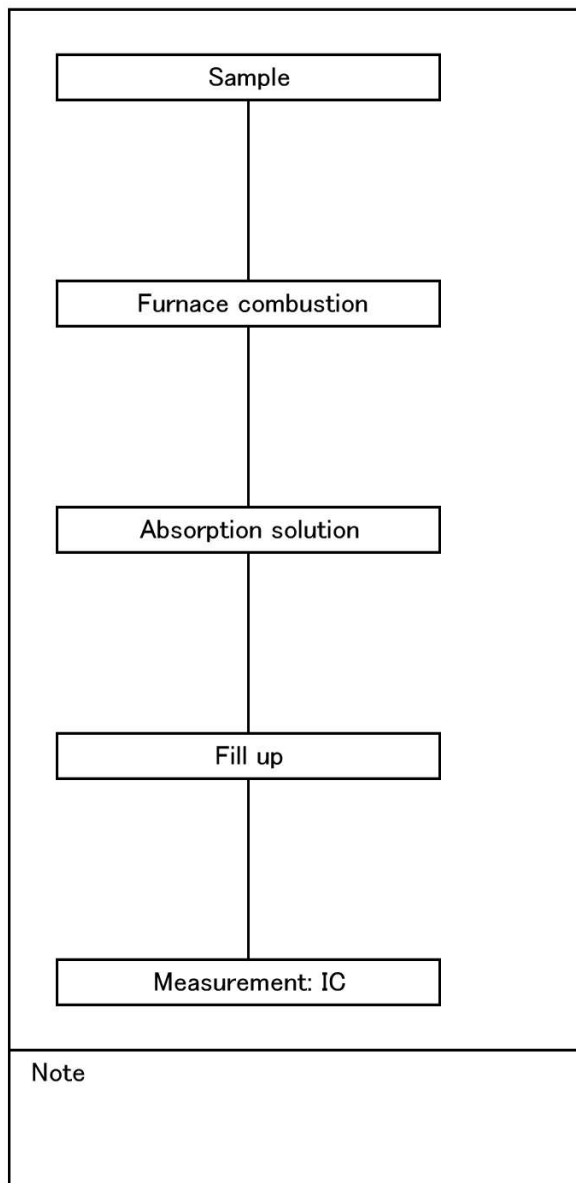 Sample
Furnace combustion
Absorption solution
Fill up
Measurement: IC
Note